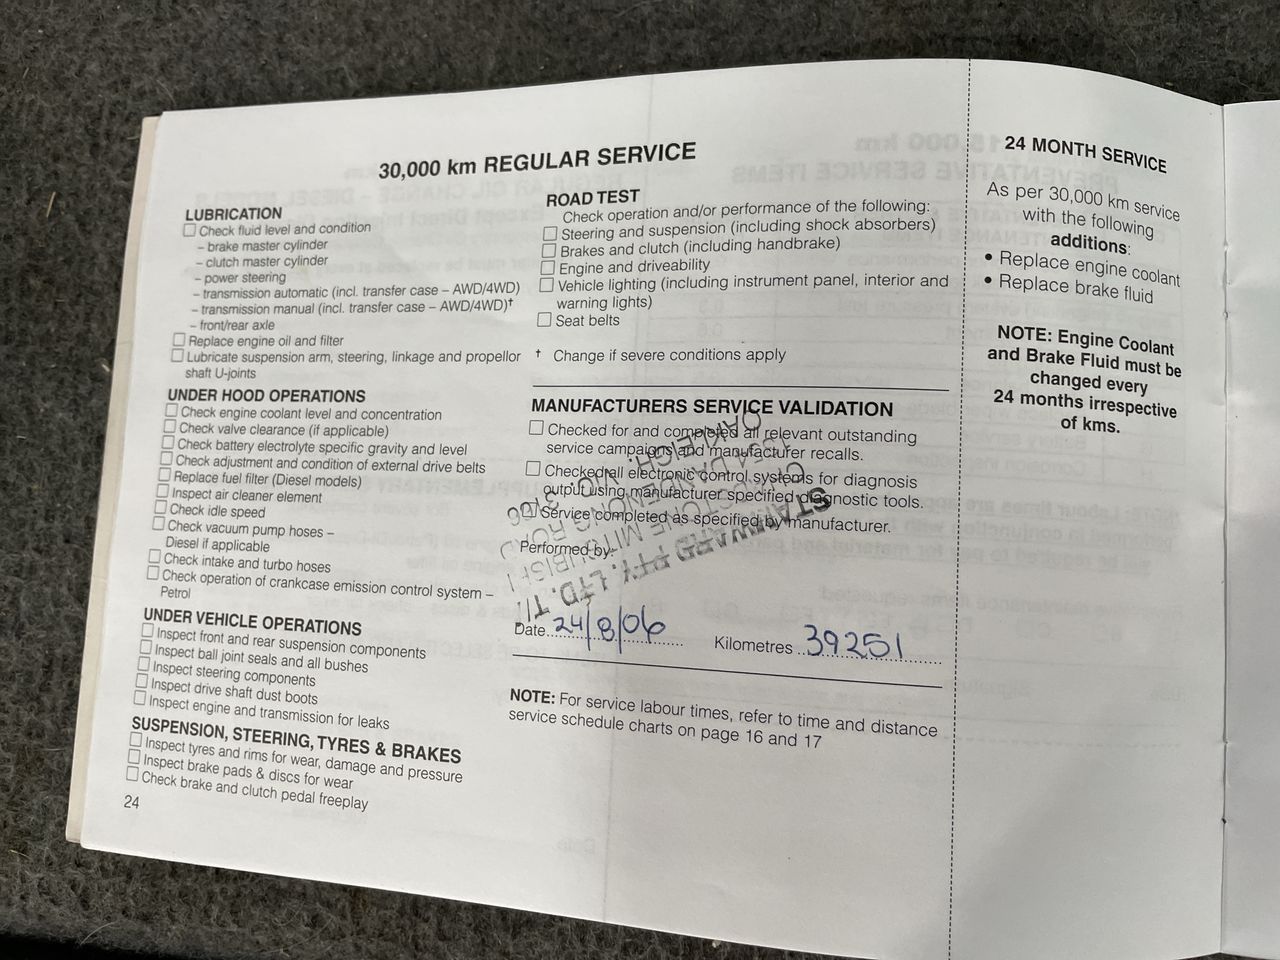 30,000 km REGULAR SERVICE
LUBRICATION
Check fluid level and condition
– brake master cylinder
– clutch master cylinder
– power steering
– transmission automatic (incl. transfer case – AWD/4WD)
– transmission manual (incl. transfer case – AWD/4WD)†
– front/rear axle
Replace engine oil and filter
Lubricate suspension arm, steering, linkage and propellor
shaft U-joints
UNDER HOOD OPERATIONS
Check engine coolant level and concentration
Check valve clearance (if applicable)
Check battery electrolyte specific gravity and level
Check adjustment and condition of external drive belts
Replace fuel filter (Diesel models)
Inspect air cleaner element
Check idle speed
Check vacuum pump hoses –
Diesel if applicable
Check intake and turbo hoses
Check operation of crankcase emission control system –
Petrol
UNDER VEHICLE OPERATIONS
Inspect front and rear suspension components
Inspect ball joint seals and all bushes
Inspect steering components
Inspect drive shaft dust boots
Inspect engine and transmission for leaks
SUSPENSION, STEERING, TYRES & BRAKES
Inspect tyres and rims for wear, damage and pressure
Inspect brake pads & discs for wear
Check brake and clutch pedal freeplay
24
ROAD TEST
Check operation and/or performance of the following:
Steering and suspension (including shock absorbers)
Brakes and clutch (including handbrake)
Engine and driveability
Vehicle lighting (including instrument panel, interior and
warning lights)
Seat belts
† Change if severe conditions apply
MANUFACTURERS SERVICE VALIDATION
Checked for and completed all relevant outstanding
service campaigns and manufacturer recalls.
Checked all electronic control systems for diagnosis
output using manufacturer specified diagnostic tools.
Service completed as specified by manufacturer.
Performed by:
STANWARD PTY. LTD. T/
MITSUBISHI
ROAD
OAKLEIGH, VIC. 3166
Date 24/8/06 Kilometres 39251
NOTE: For service labour times, refer to time and distance
service schedule charts on page 16 and 17
24 MONTH SERVICE
As per 30,000 km service
with the following
additions:
• Replace engine coolant
• Replace brake fluid
NOTE: Engine Coolant
and Brake Fluid must be
changed every
24 months irrespective
of kms.